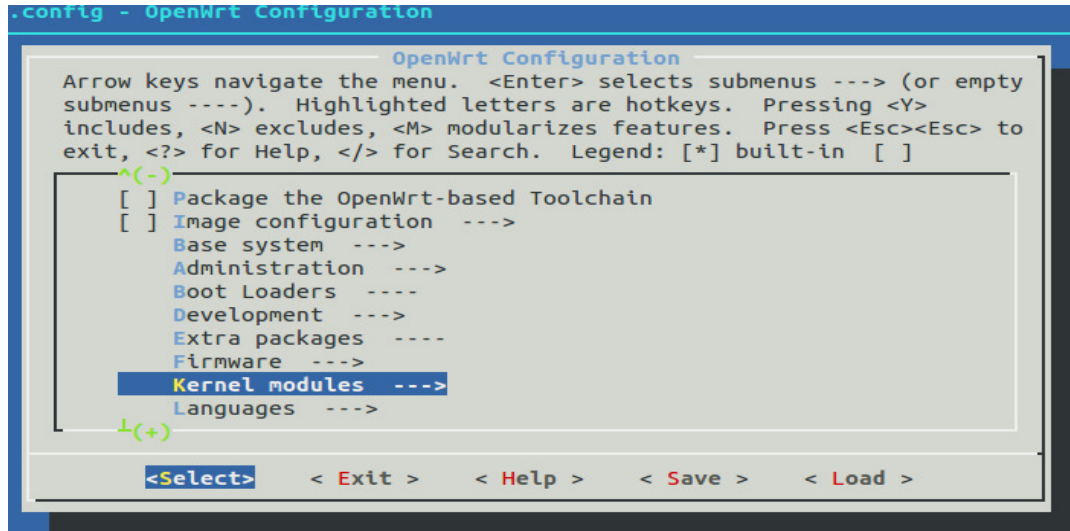 .config - OpenWrt Configuration
OpenWrt Configuration
Arrow keys navigate the menu.  <Enter> selects submenus ---> (or empty
submenus ----).  Highlighted letters are hotkeys.  Pressing <Y>
includes, <N> excludes, <M> modularizes features.  Press <Esc><Esc> to
exit, <?> for Help, </> for Search.  Legend: [*] built-in  [ ]
^(-)
[ ] Package the OpenWrt-based Toolchain
[ ] Image configuration  --->
Base system  --->
Administration  --->
Boot Loaders  ----
Development  --->
Extra packages  ----
Firmware  --->
Kernel modules  --->
Languages  --->
┴(+)
<Select>    < Exit >    < Help >    < Save >    < Load >